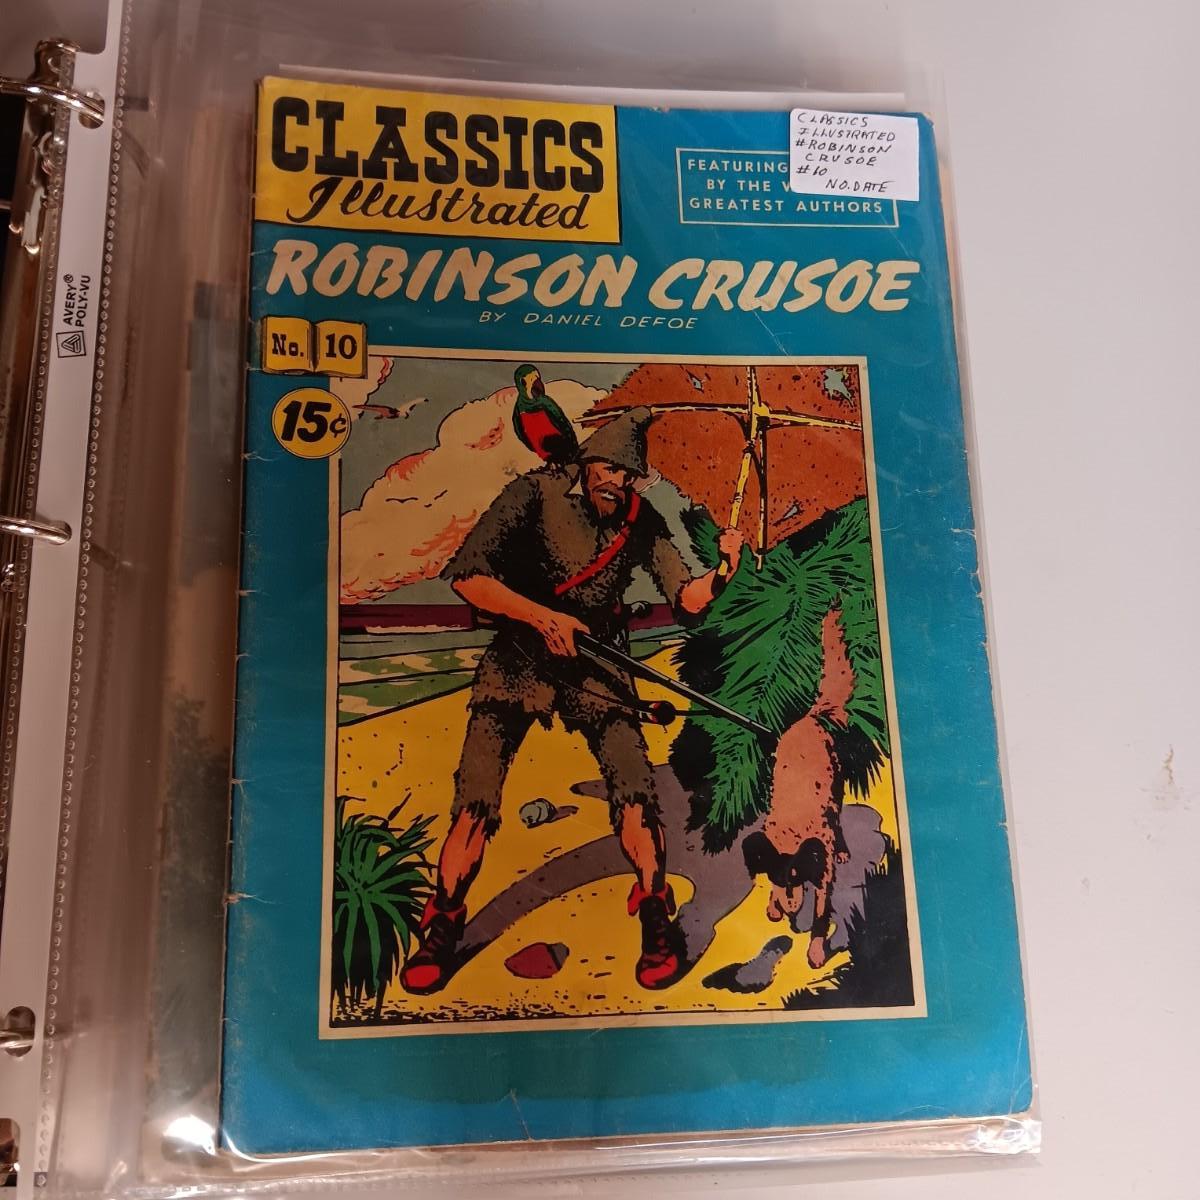 CLASSICS
Illustrated
FEATURING
BY THE W
GREATEST AUTHORS
CLASSICS
ILLUSTRATED
#ROBINSON
CRUSOE
#10
NO.DATE
ROBINSON CRUSOE
BY DANIEL DEFOE
No. 10
15¢
AVERY®
POLY-VU